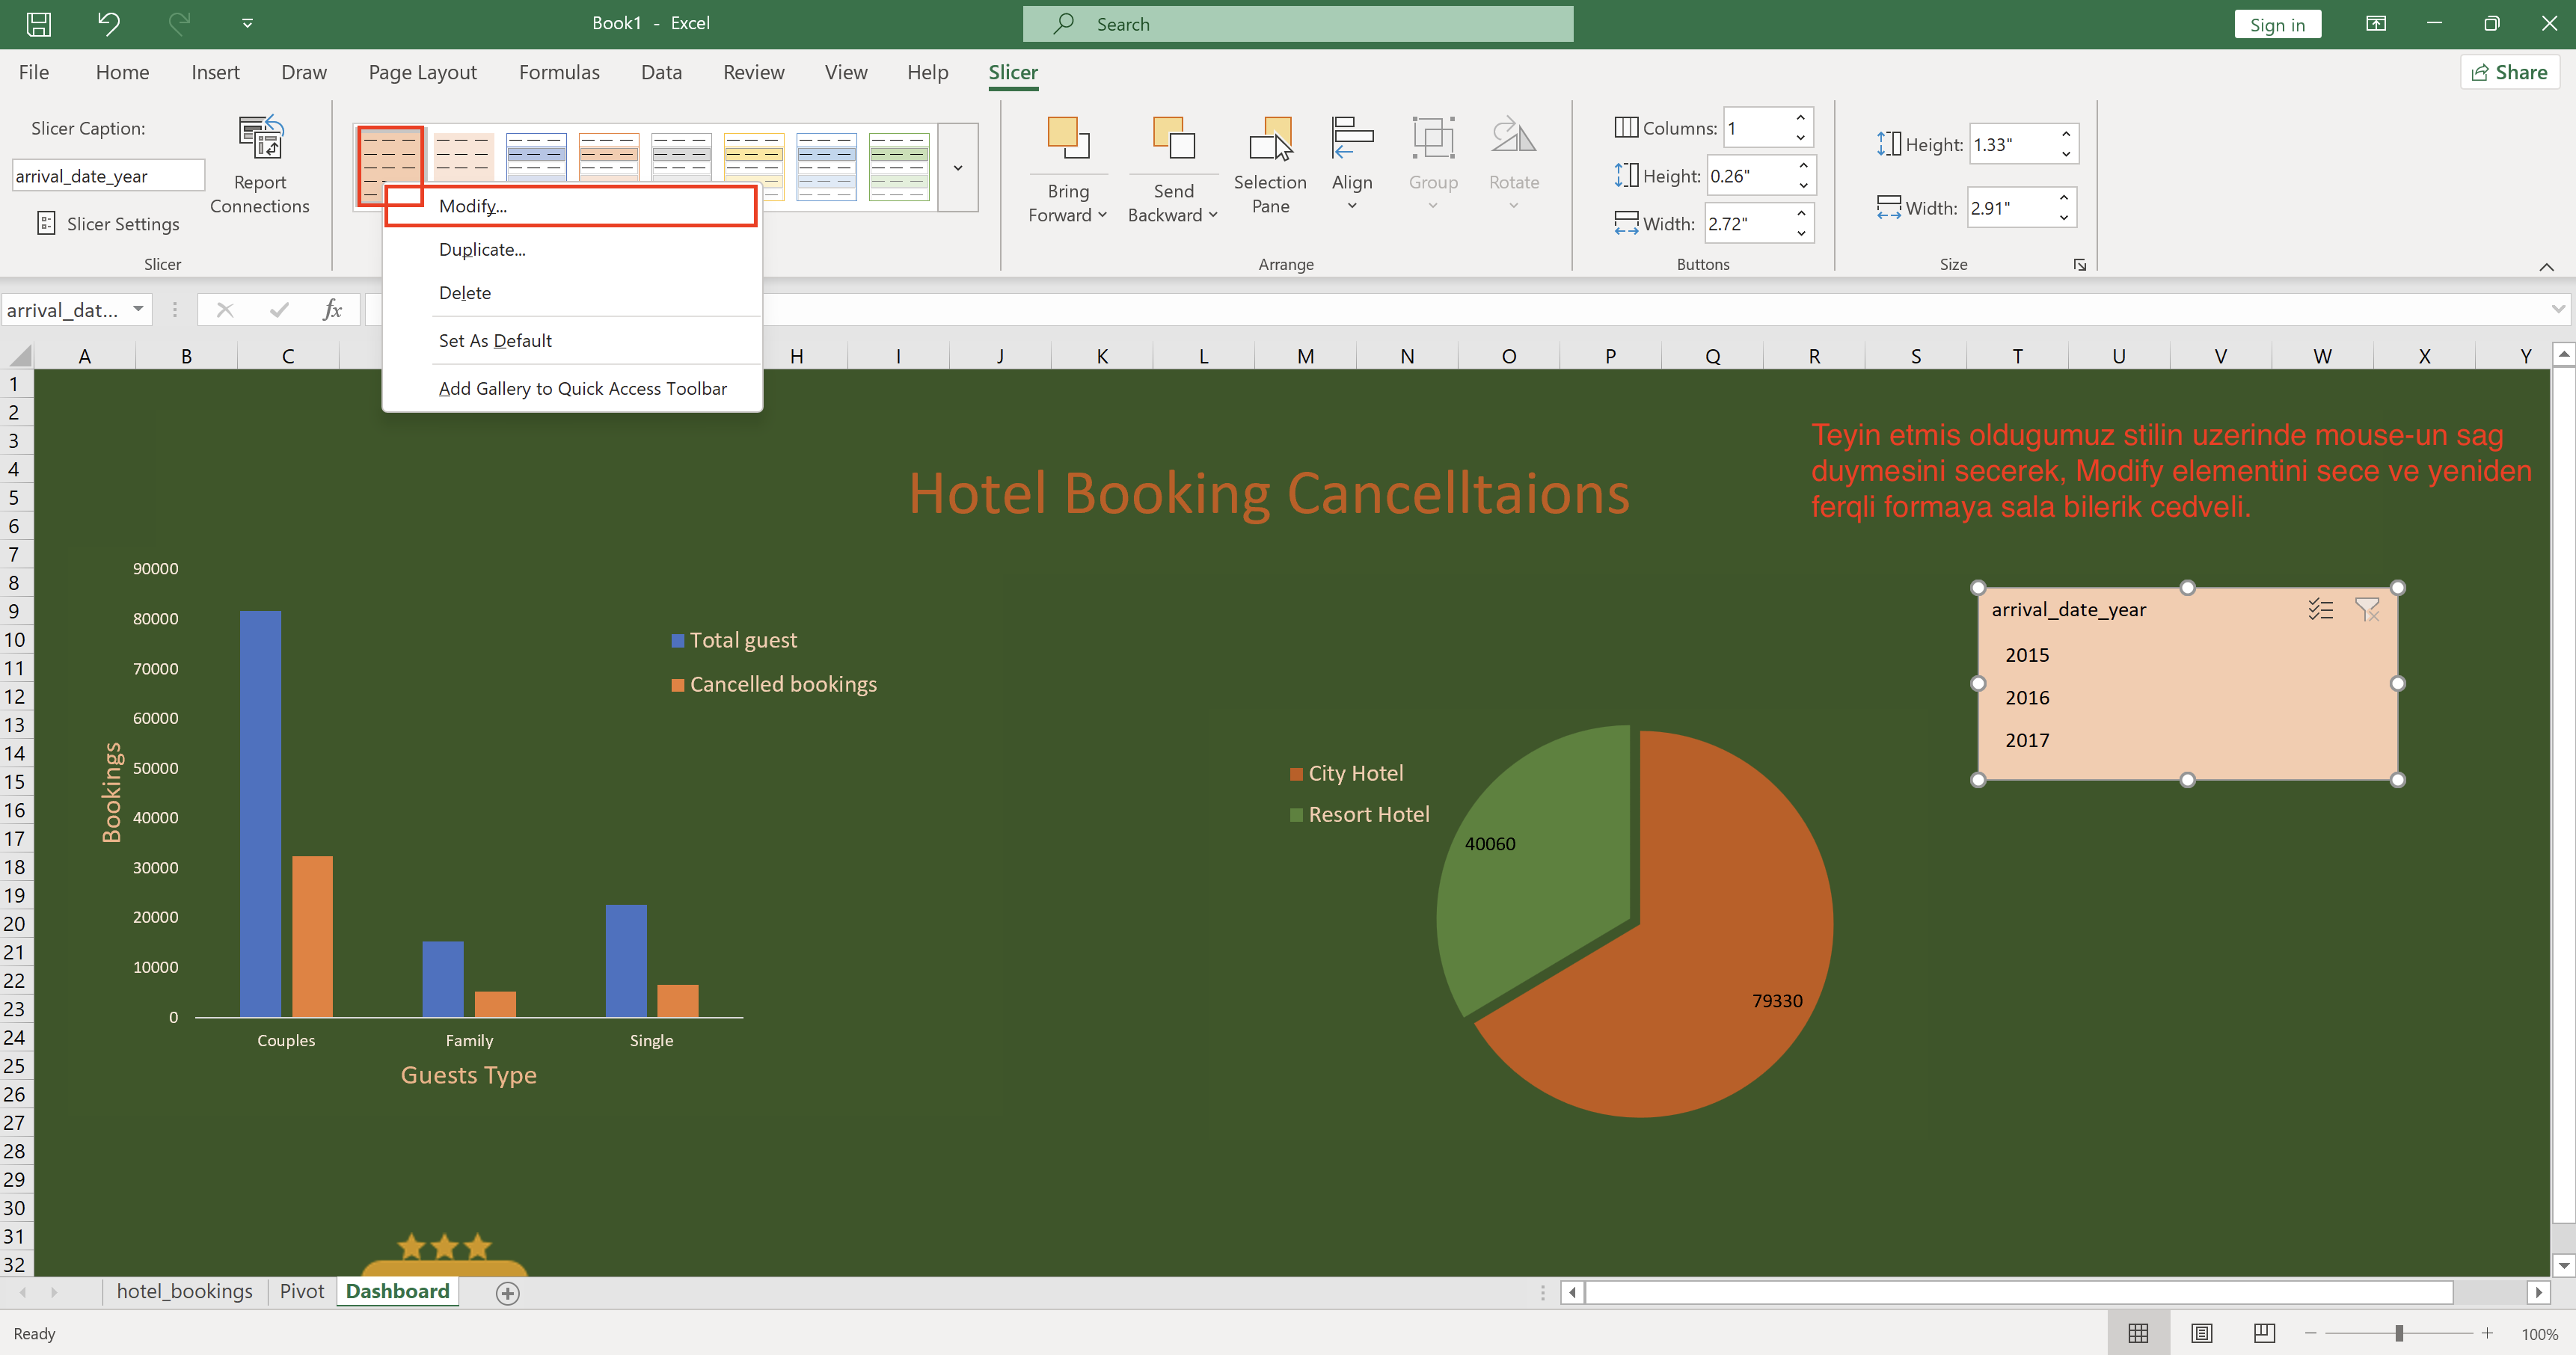 Book1 - Excel
Search
Sign in
File Home Insert Draw Page Layout Formulas Data Review View Help Slicer
Share
Slicer Caption:
arrival_date_year
Slicer Settings
Report
Connections
Slicer
Modify...
Duplicate...
Delete
Set As Default
Add Gallery to Quick Access Toolbar
Bring
Forward
Send
Backward
Selection
Pane
Align
Group
Rotate
Arrange
Columns: 1
Height: 0.26"
Width: 2.72"
Buttons
Height: 1.33"
Width: 2.91"
Size
arrival_dat...
fx
A B C H I J K L M N O P Q R S T U V W X Y
1
2
3
4
5
6
7
8
9
10
11
12
13
14
15
16
17
18
19
20
21
22
23
24
25
26
27
28
29
30
31
32
Hotel Booking Cancelltaions
Teyin etmis oldugumuz stilin uzerinde mouse-un sag
duymesini secerek, Modify elementini sece ve yeniden
ferqli formaya sala bilerik cedveli.
90000
80000
70000
60000
50000
40000
30000
20000
10000
0
Bookings
Total guest
Cancelled bookings
Couples Family Single
Guests Type
City Hotel
Resort Hotel
40060
79330
arrival_date_year
2015
2016
2017
hotel_bookings Pivot Dashboard
Ready
100%